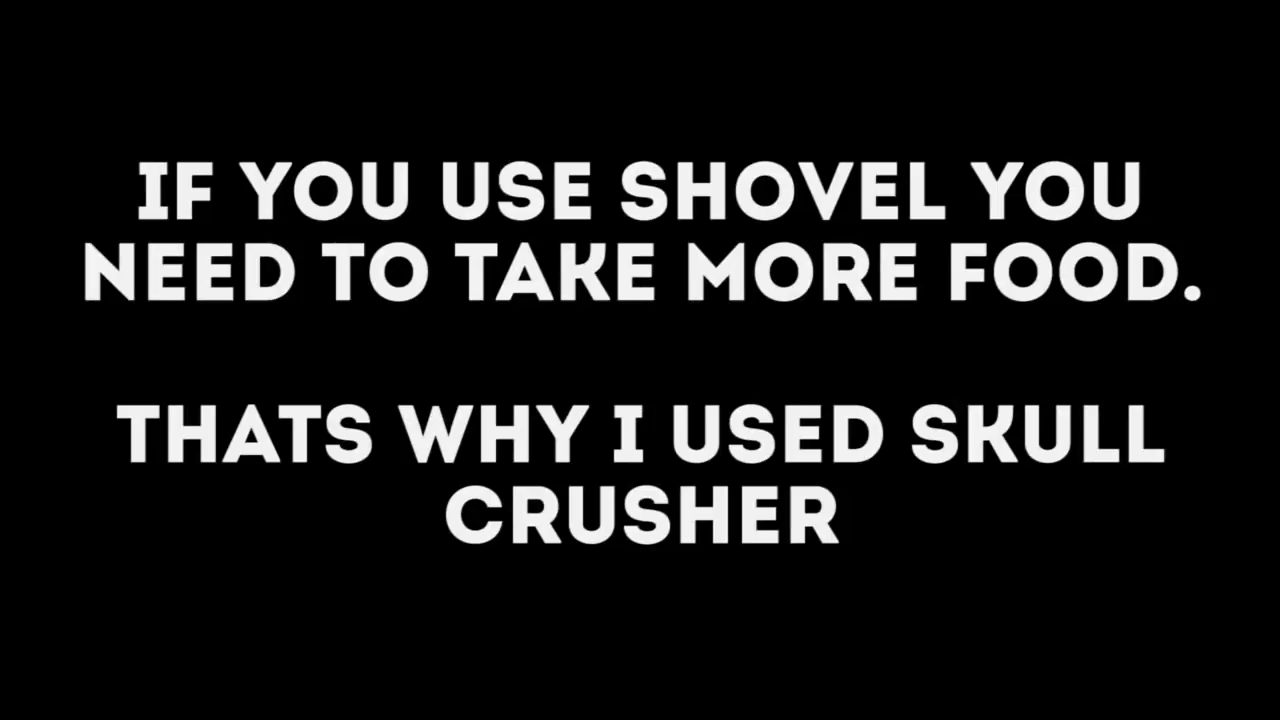 IF YOU USE SHOVEL YOU
NEED TO TAKE MORE FOOD.
THATS WHY I USED SKULL
CRUSHER